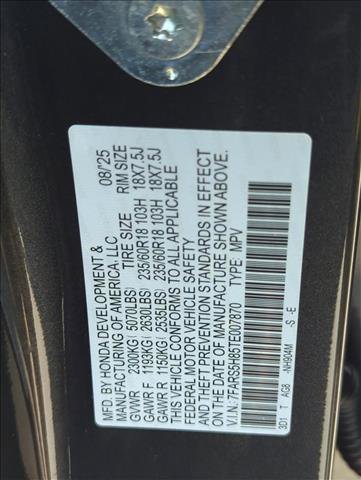 MFD. BY HONDA DEVELOPMENT & 08/'25
MANUFACTURING OF AMERICA, LLC
TIRE SIZE RIM SIZE
GVWR 2300KG 5070LBS
GAWR F 1193KG (2630LBS) 235/60R18 103H 18X7.5J
GAWR R 1150KG (2535LBS) 235/60R18 103H 18X7.5J
THIS VEHICLE CONFORMS TO ALL APPLICABLE
FEDERAL MOTOR VEHICLE SAFETY
AND THEFT PREVENTION STANDARDS IN EFFECT
ON THE DATE OF MANUFACTURE SHOWN ABOVE.
V.I.N.:7FARS5H85TE007870 TYPE: MPV
3D1 T AG8 -NH904M -S -E